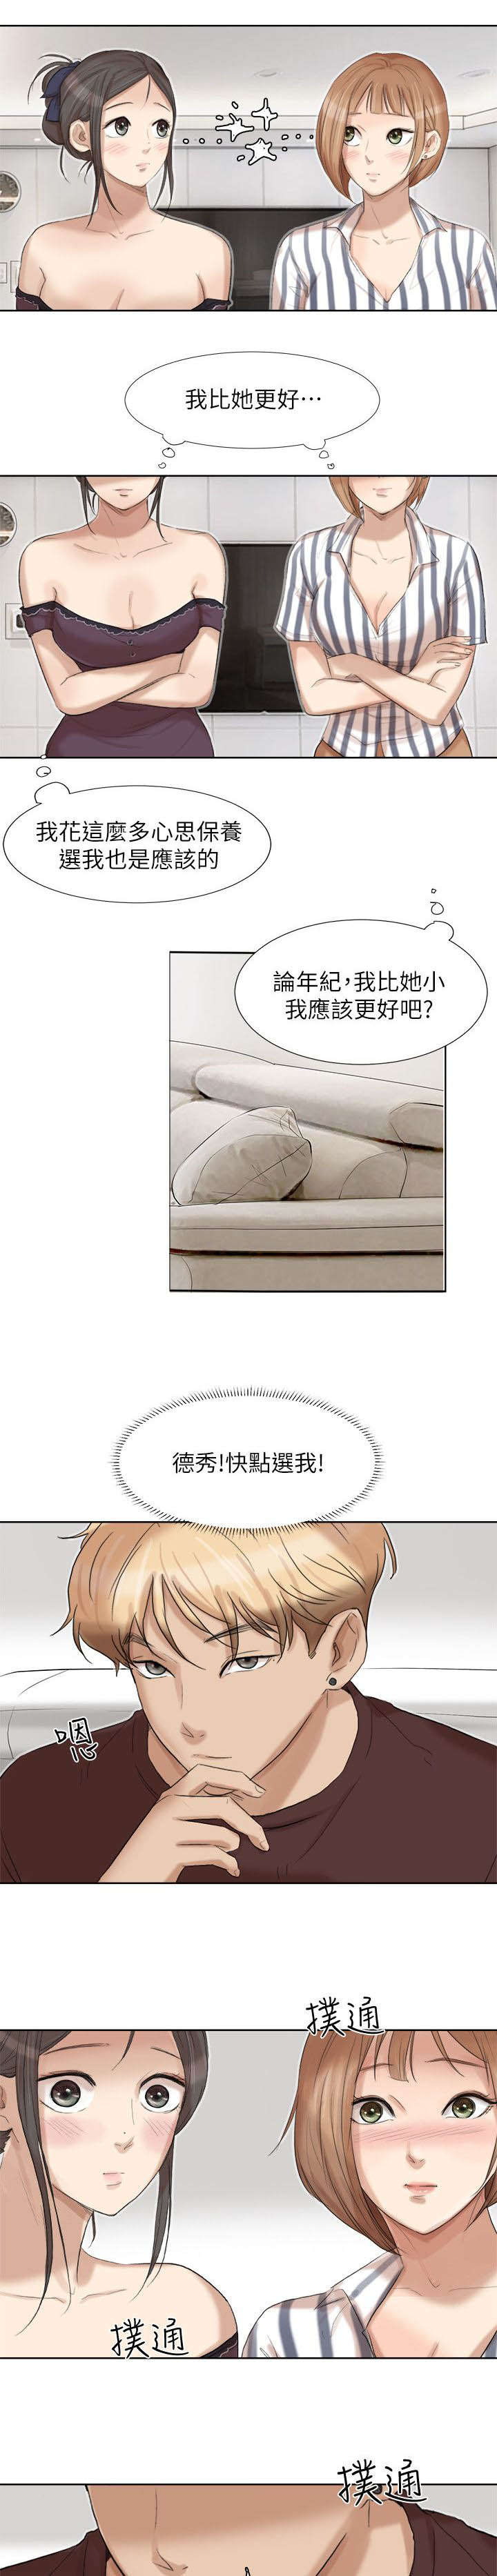 我比她更好…
我花這麼多心思保養
選我也是應該的
論年紀,我比她小
我應該更好吧?
德秀!快點選我!
嗯
撲通
撲通
撲通